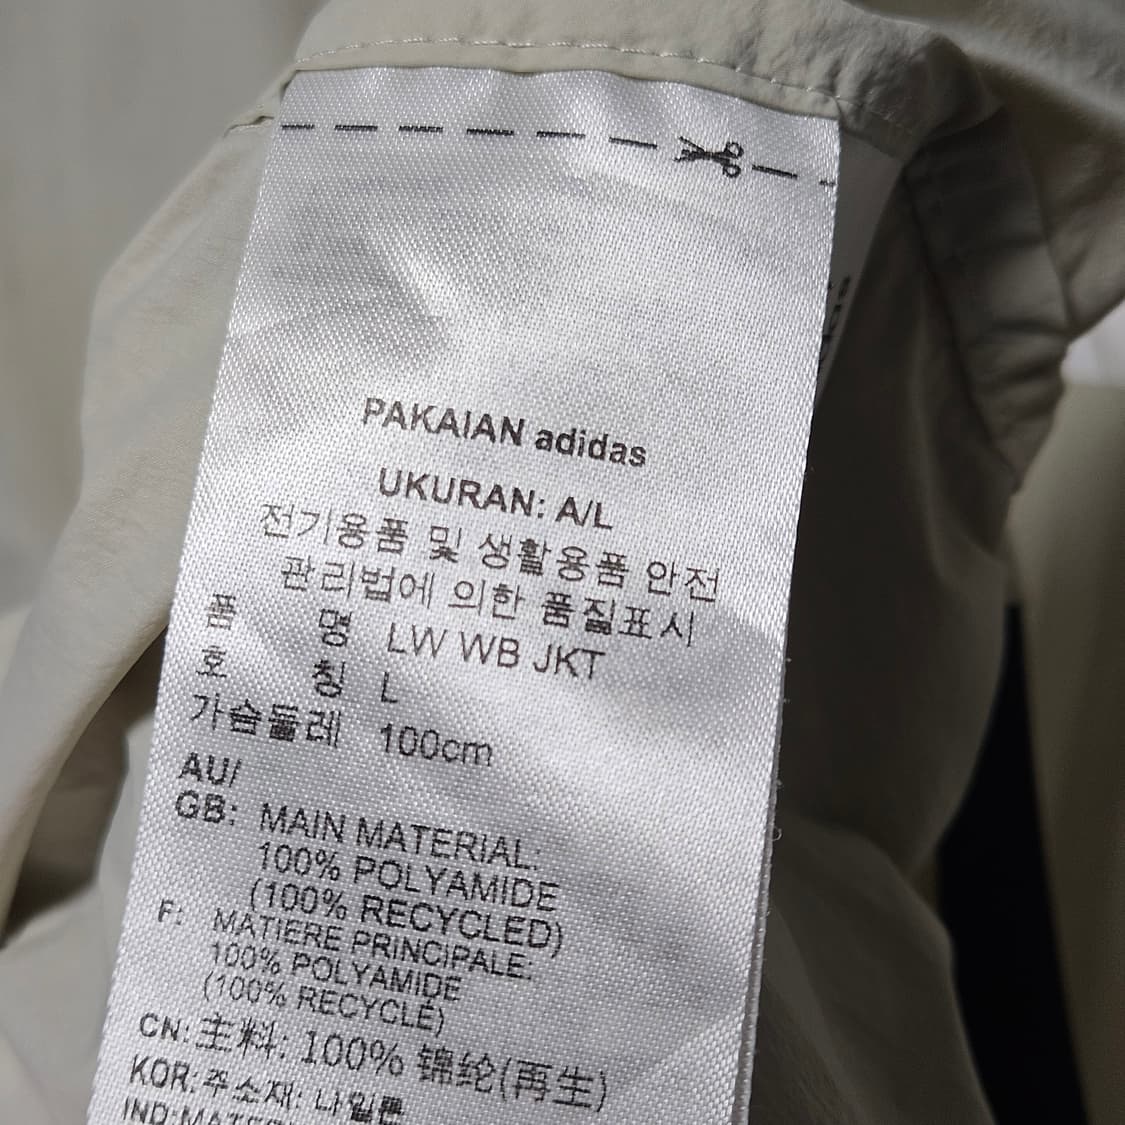 PAKAIAN adidas
UKURAN: A/L
전기용품 및 생활용품 안전
관리법에 의한 품질표시
품 명 LW WB JKT
호 칭 L
가슴둘레 100cm
AU/
GB: MAIN MATERIAL:
100% POLYAMIDE
(100% RECYCLED)
F: MATIERE PRINCIPALE:
100% POLYAMIDE
(100% RECYCLÉ)
CN: 主料: 100% 锦纶(再生)
KOR: 주소재: 나일론